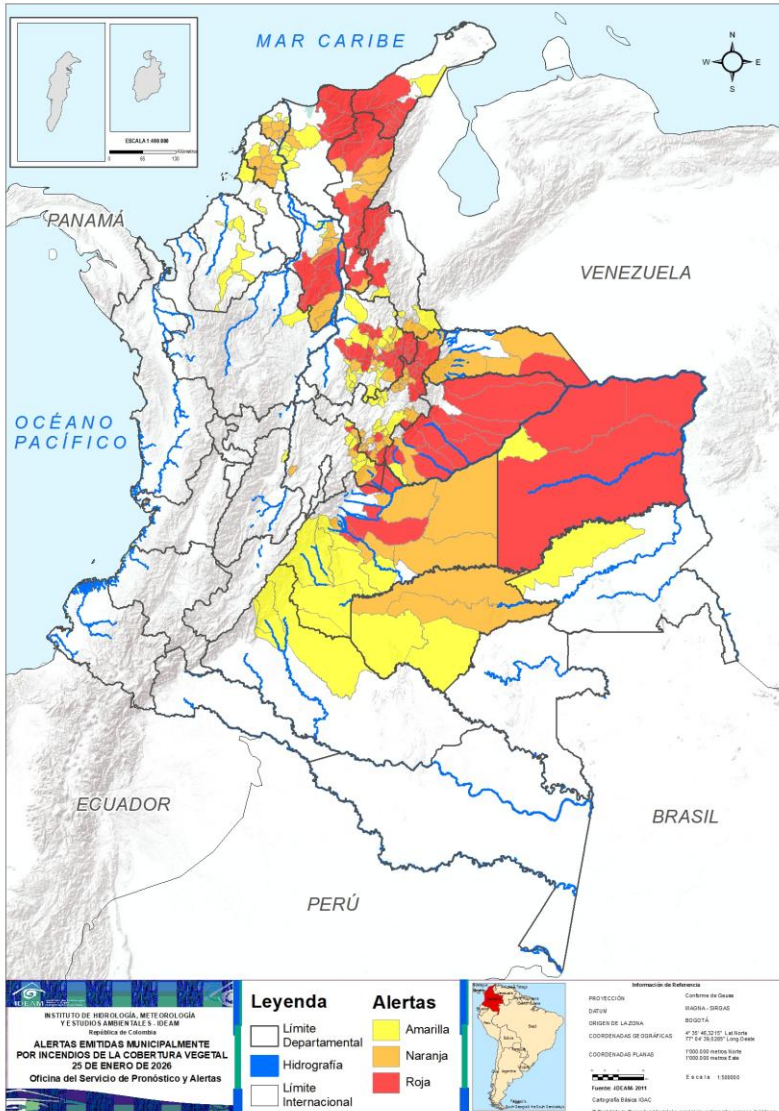 MAR CARIBE
N
W
E
S
ESCALA 1:400.000
PANAMÁ
VENEZUELA
OCÉANO
PACÍFICO
ECUADOR
BRASIL
PERÚ
IDEAM
INSTITUTO DE HIDROLOGÍA, METEOROLOGÍA
Y ESTUDIOS AMBIENTALES - IDEAM
República de Colombia
ALERTAS EMITIDAS MUNICIPALMENTE
POR INCENDIOS DE LA COBERTURA VEGETAL
25 DE ENERO DE 2026
Oficina del Servicio de Pronóstico y Alertas
Leyenda
Límite
Departamental
Hidrografía
Límite
Internacional
Alertas
Amarilla
Naranja
Roja
Información de Referencia
PROYECCIÓN
Conforme de Gauss
DATUM
MAGNA - SIRGAS
ORIGEN DE LA ZONA
BOGOTÁ
COORDENADAS GEOGRÁFICAS
COORDENADAS PLANAS
1'000.000 metros Norte
1'000.000 metros Este
Fuente: IDEAM- 2011
Cartografía Básica IGAC